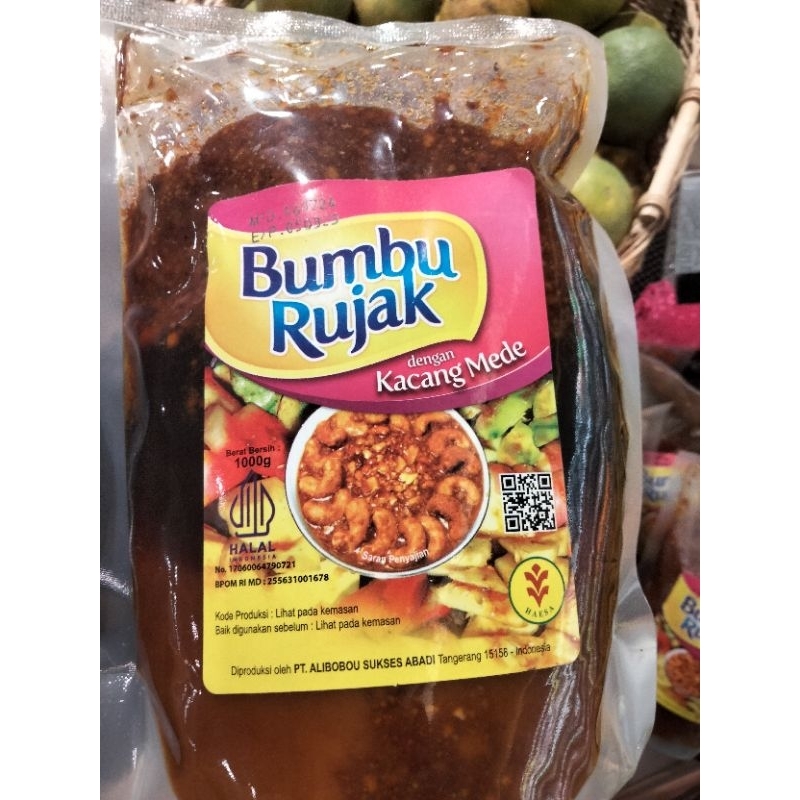 Bumbu
Rujak
dengan
Kacang Mede
Berat Bersih :
1000g
HALAL
INDONESIA
No. 17060064790721
BPOM RI MD : 255631001678
*Saran Penyajian
HAESA
Kode Produksi : Lihat pada kemasan
Baik digunakan sebelum : Lihat pada kemasan
Diproduksi oleh PT. ALIBOBOU SUKSES ABADI Tangerang 15156 - Indonesia